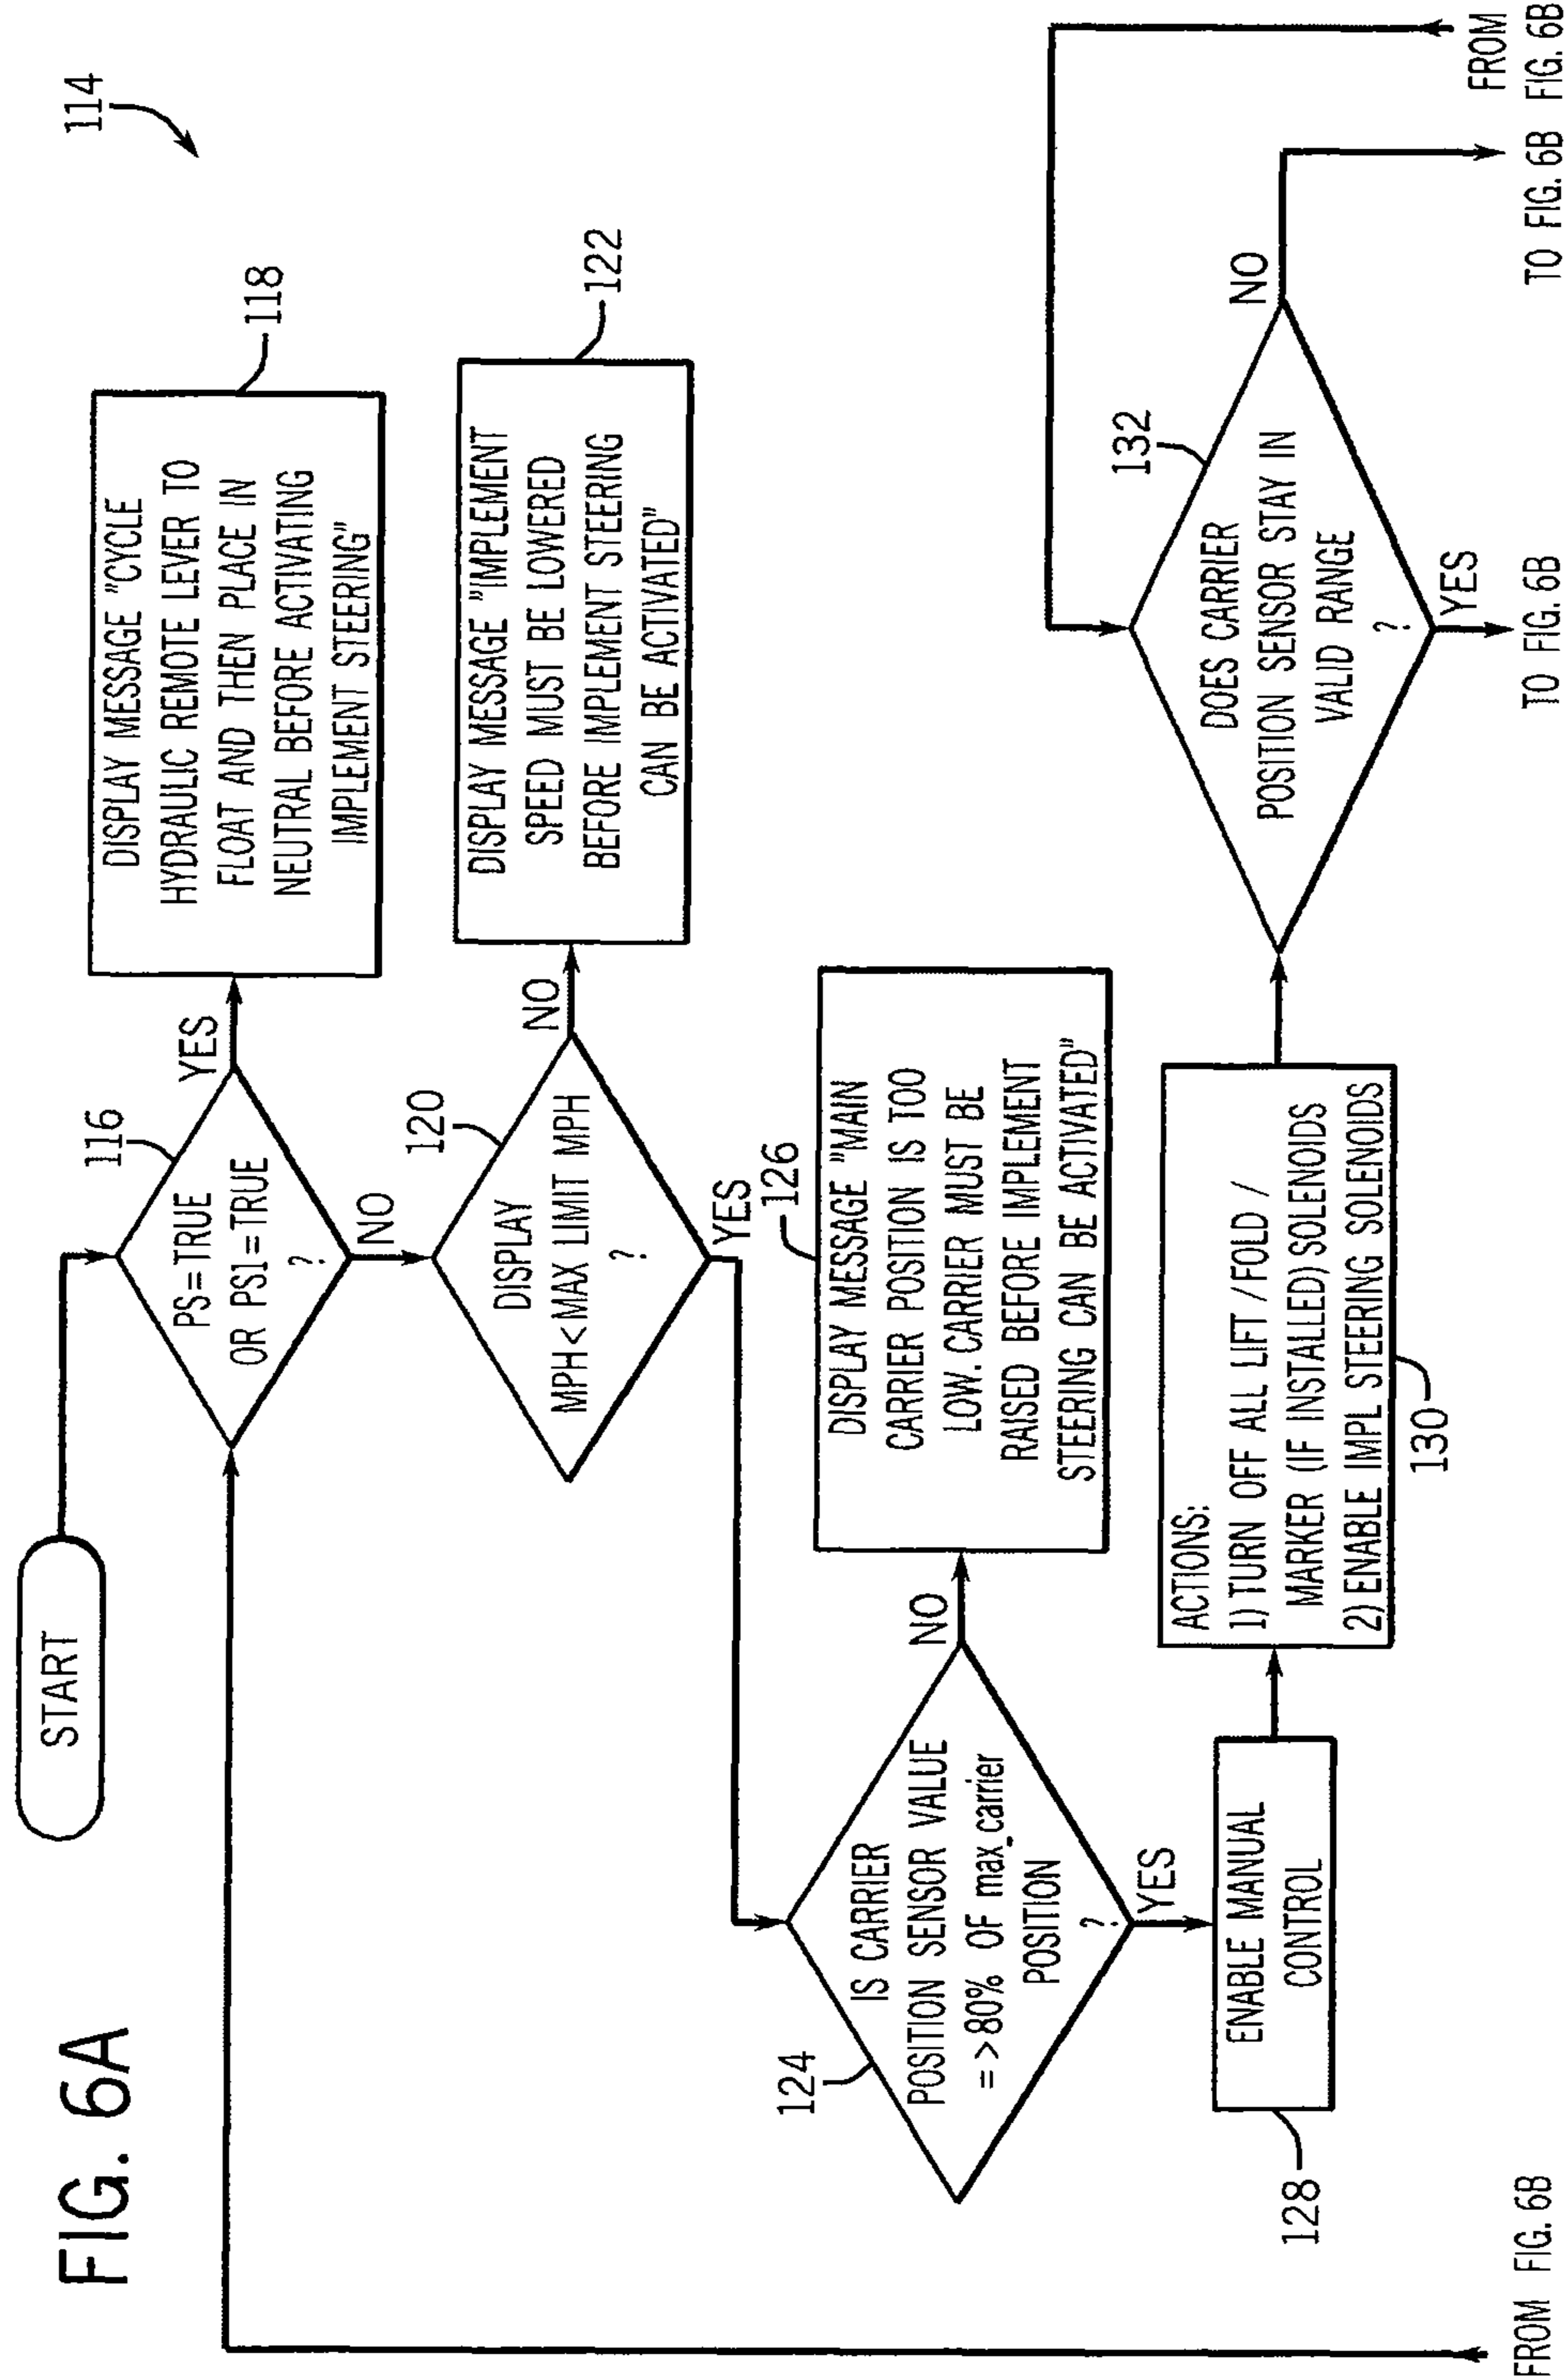 FIG. 6A
114
START
116
PS=TRUE
OR PS1=TRUE
?
YES
NO
DISPLAY MESSAGE "CYCLE
HYDRAULIC REMOTE LEVER TO
FLOAT AND THEN PLACE IN
NEUTRAL BEFORE ACTIVATING
IMPLEMENT STEERING"
118
120
DISPLAY
MPH<MAX LIMIT MPH
?
NO
YES
DISPLAY MESSAGE "IMPLEMENT
SPEED MUST BE LOWERED
BEFORE IMPLEMENT STEERING
CAN BE ACTIVATED"
122
124
IS CARRIER
POSITION SENSOR VALUE
=>80% OF max_carrier
POSITION
?
NO
YES
126
DISPLAY MESSAGE "MAIN
CARRIER POSITION IS TOO
LOW. CARRIER MUST BE
RAISED BEFORE IMPLEMENT
STEERING CAN BE ACTIVATED"
ENABLE MANUAL
CONTROL
128
ACTIONS:
1) TURN OFF ALL LIFT /FOLD /
MARKER (IF INSTALLED) SOLENOIDS
2) ENABLE IMPL STEERING SOLENOIDS
130
132
DOES CARRIER
POSITION SENSOR STAY IN
VALID RANGE
?
NO
YES
FROM FIG. 6B
TO FIG. 6B
TO FIG. 6B
FROM
FIG. 6B